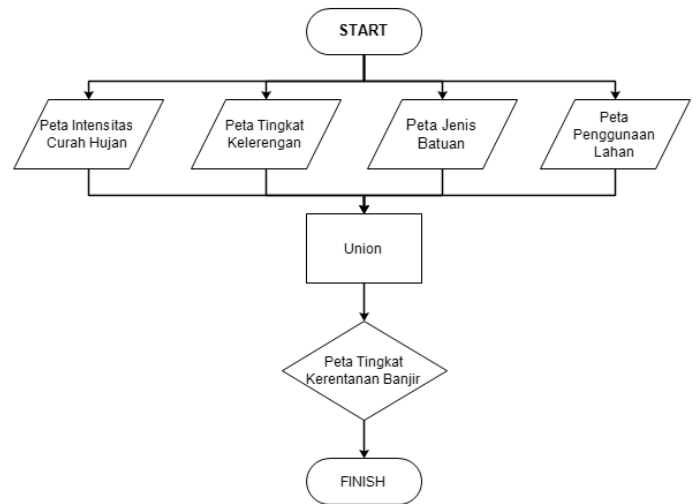 START
Peta Intensitas
Curah Hujan
Peta Tingkat
Kelerengan
Peta Jenis
Batuan
Peta
Penggunaan
Lahan
Union
Peta Tingkat
Kerentanan Banjir
FINISH